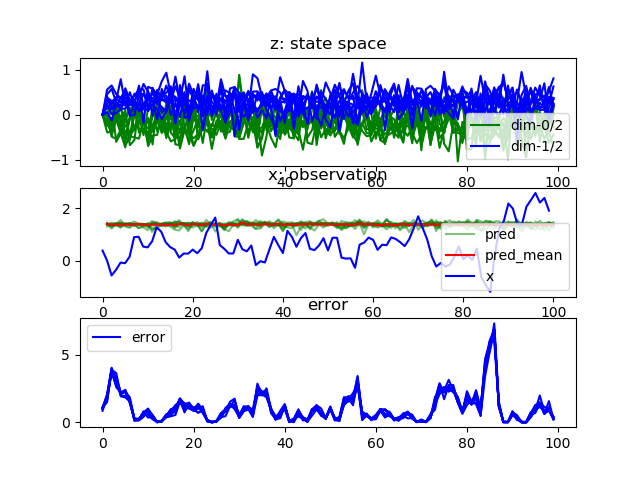 z: state space
1
0
−1
dim-0/2
dim-1/2
0 20 40 60 80 100
x: observation
2
0
pred
pred_mean
x
0 20 40 60 80 100
error
5
0
error
0 20 40 60 80 100